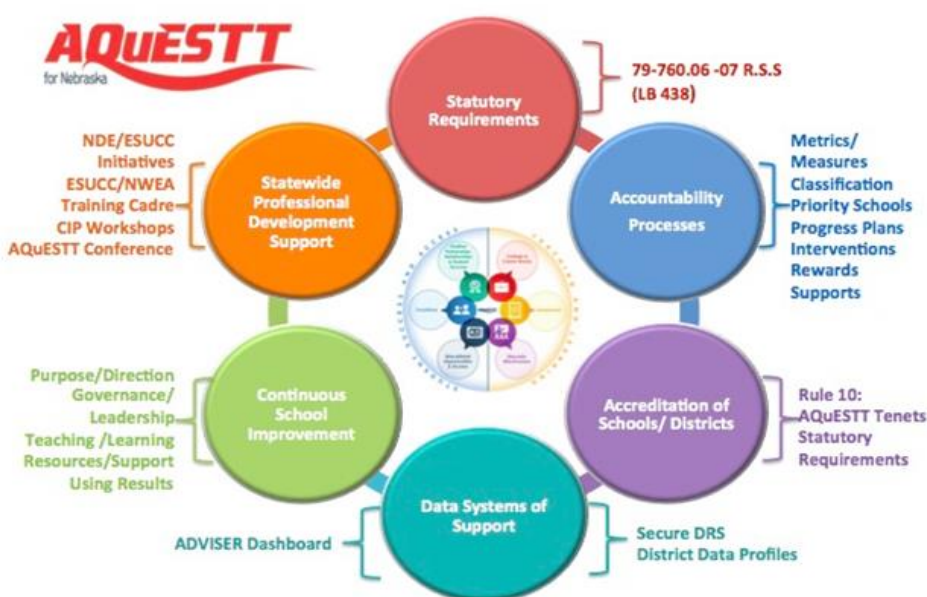 AQuESTT
for Nebraska
Statutory
Requirements
79-760.06 -07 R.S.S
(LB 438)
NDE/ESUCC
Initiatives
ESUCC/NWEA
Training Cadre
CIP Workshops
AQuESTT Conference
Statewide
Professional
Development
Support
Accountability
Processes
Metrics/
Measures
Classification
Priority Schools
Progress Plans
Interventions
Rewards
Supports
Purpose/Direction
Governance/
Leadership
Teaching /Learning
Resources/Support
Using Results
Continuous
School
Improvement
Accreditation of
Schools/ Districts
Rule 10:
AQuESTT Tenets
Statutory
Requirements
ADVISER Dashboard
Data Systems of
Support
Secure DRS
District Data Profiles